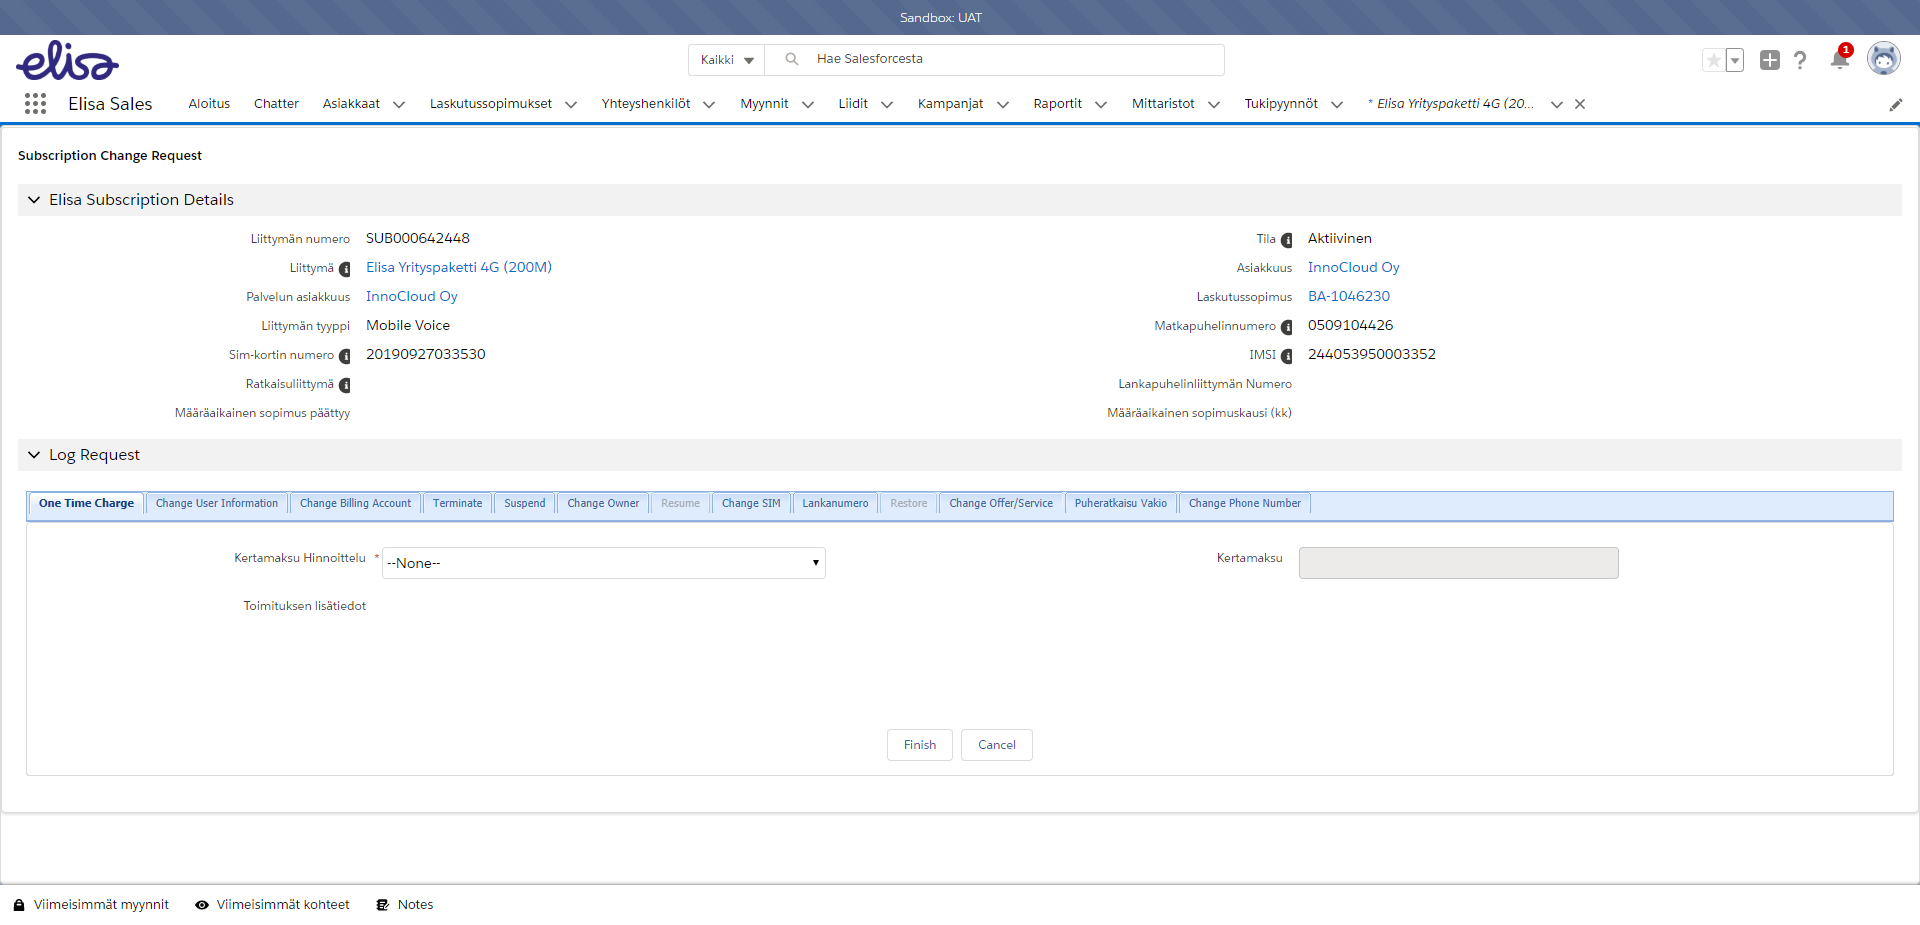 Sandbox: UAT
elisa
Kaikki
Hae Salesforcesta
1
Elisa Sales
Aloitus
Chatter
Asiakkaat
Laskutussopimukset
Yhteyshenkilöt
Myynnit
Liidit
Kampanjat
Raportit
Mittaristot
Tukipyynnöt
* Elisa Yrityspaketti 4G (20...
Subscription Change Request
Elisa Subscription Details
Liittymän numero SUB000642448
Tila Aktiivinen
Liittymä Elisa Yrityspaketti 4G (200M)
Asiakkuus InnoCloud Oy
Palvelun asiakkuus InnoCloud Oy
Laskutussopimus BA-1046230
Liittymän tyyppi Mobile Voice
Matkapuhelinnumero 0509104426
Sim-kortin numero 20190927033530
IMSI 244053950003352
Ratkaisuliittymä
Lankapuhelinliittymän Numero
Määräaikainen sopimus päättyy
Määräaikainen sopimuskausi (kk)
Log Request
One Time Charge
Change User Information
Change Billing Account
Terminate
Suspend
Change Owner
Resume
Change SIM
Lankanumero
Restore
Change Offer/Service
Puheratkaisu Vakio
Change Phone Number
Kertamaksu Hinnoittelu * --None--
Kertamaksu
Toimituksen lisätiedot
Finish
Cancel
Viimeisimmät myynnit
Viimeisimmät kohteet
Notes